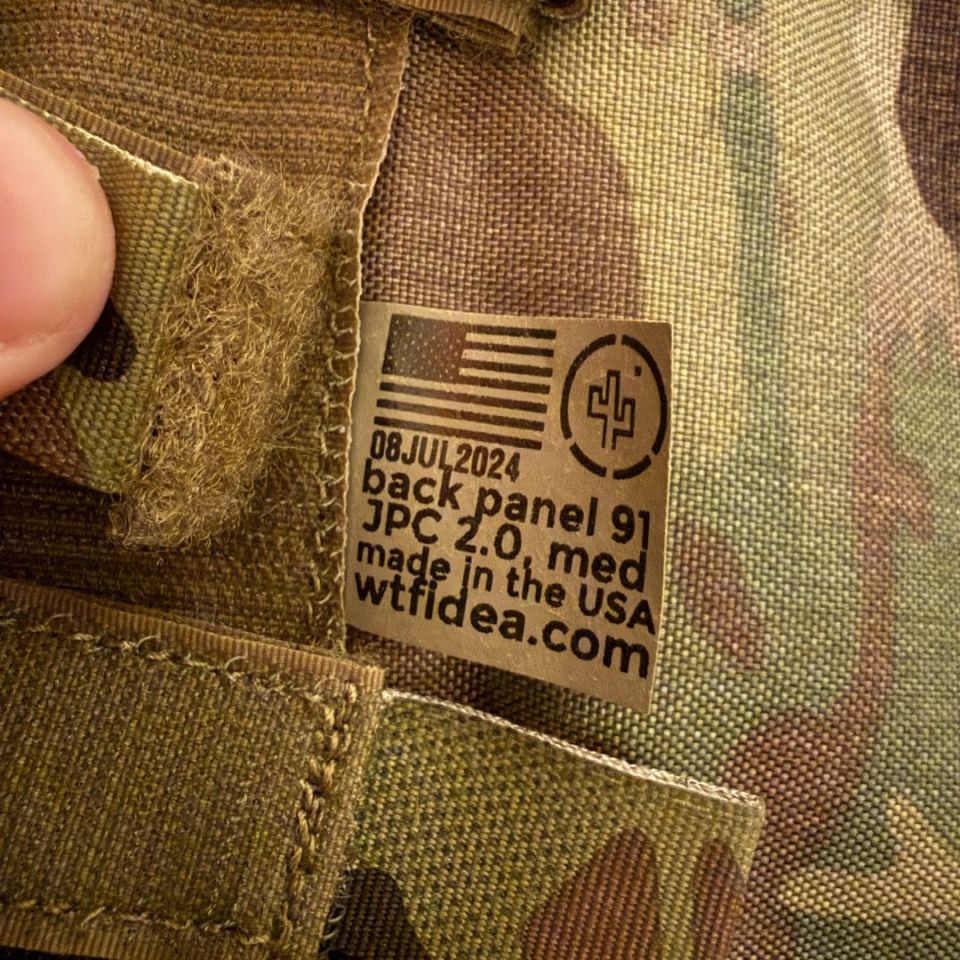 08JUL2024
back panel 91
JPC 2.0, med
made in the USA
wtfidea.com